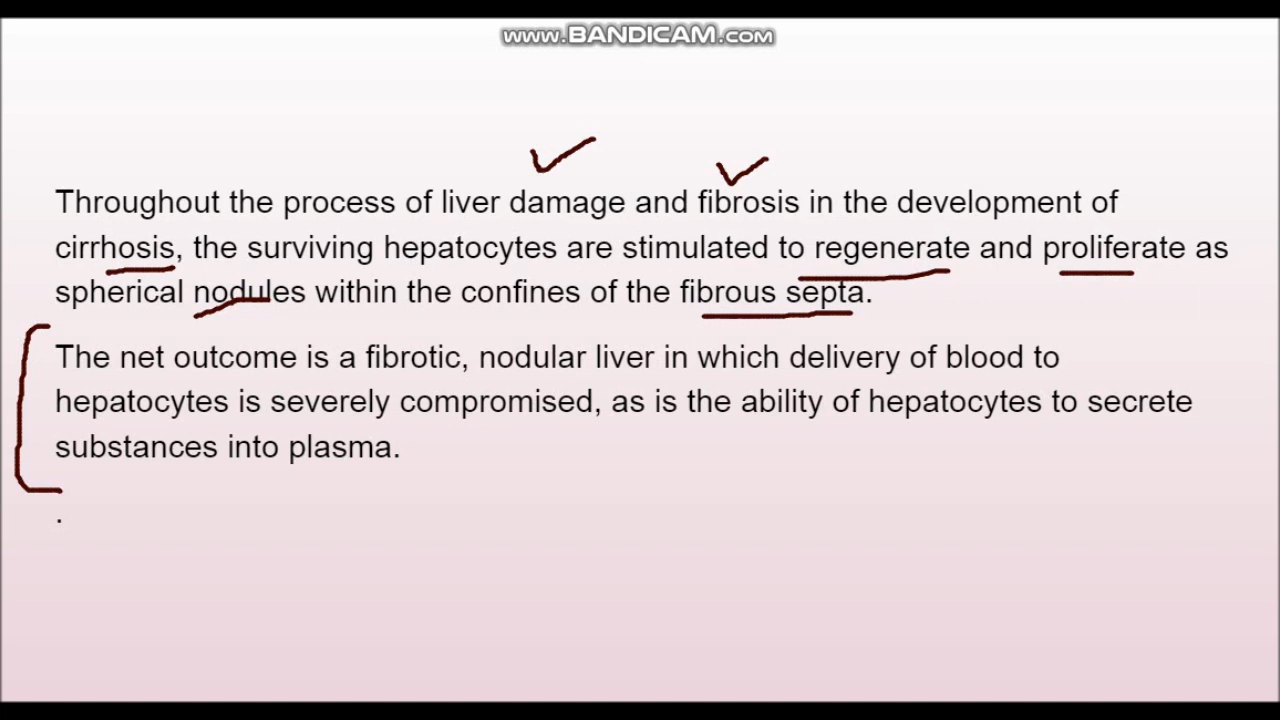 www.BANDICAM.com
Throughout the process of liver damage and fibrosis in the development of
cirrhosis, the surviving hepatocytes are stimulated to regenerate and proliferate as
spherical nodules within the confines of the fibrous septa.
The net outcome is a fibrotic, nodular liver in which delivery of blood to
hepatocytes is severely compromised, as is the ability of hepatocytes to secrete
substances into plasma.
.